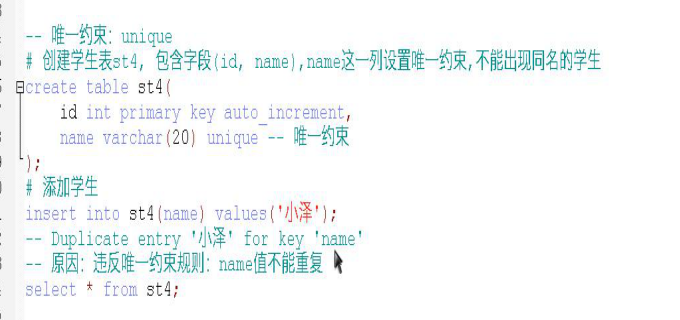 -- 唯一约束: unique
# 创建学生表st4, 包含字段(id, name),name这一列设置唯一约束,不能出现同名的学生
create table st4(
id int primary key auto_increment,
name varchar(20) unique -- 唯一约束
);
# 添加学生
insert into st4(name) values('小泽');
-- Duplicate entry '小泽' for key 'name'
-- 原因: 违反唯一约束规则: name值不能重复
select * from st4;